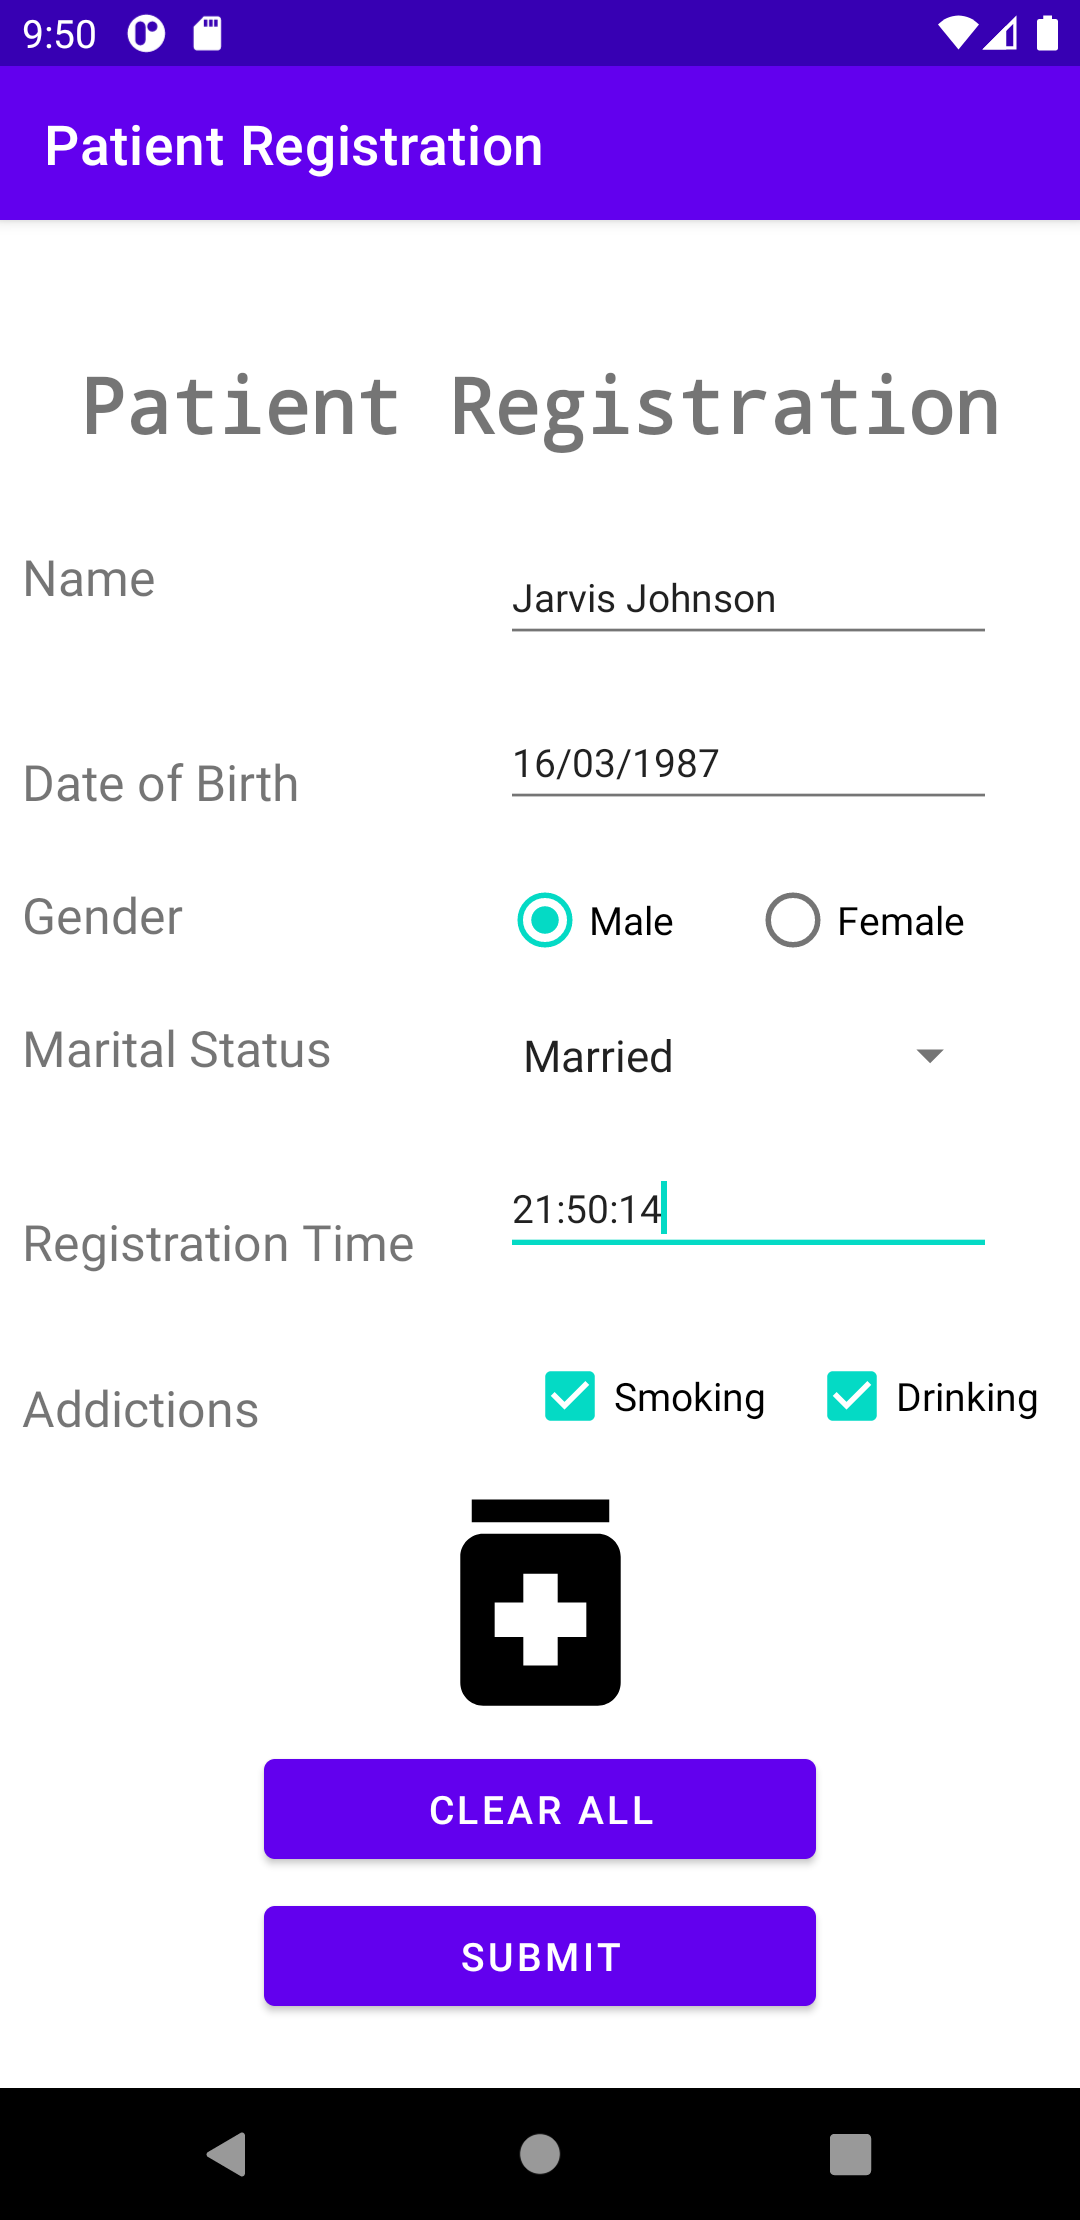 9:50
Patient Registration
Patient Registration
Name
Jarvis Johnson
Date of Birth
16/03/1987
Gender
Male
Female
Marital Status
Married
Registration Time
21:50:14
Addictions
Smoking
Drinking
CLEAR ALL
SUBMIT